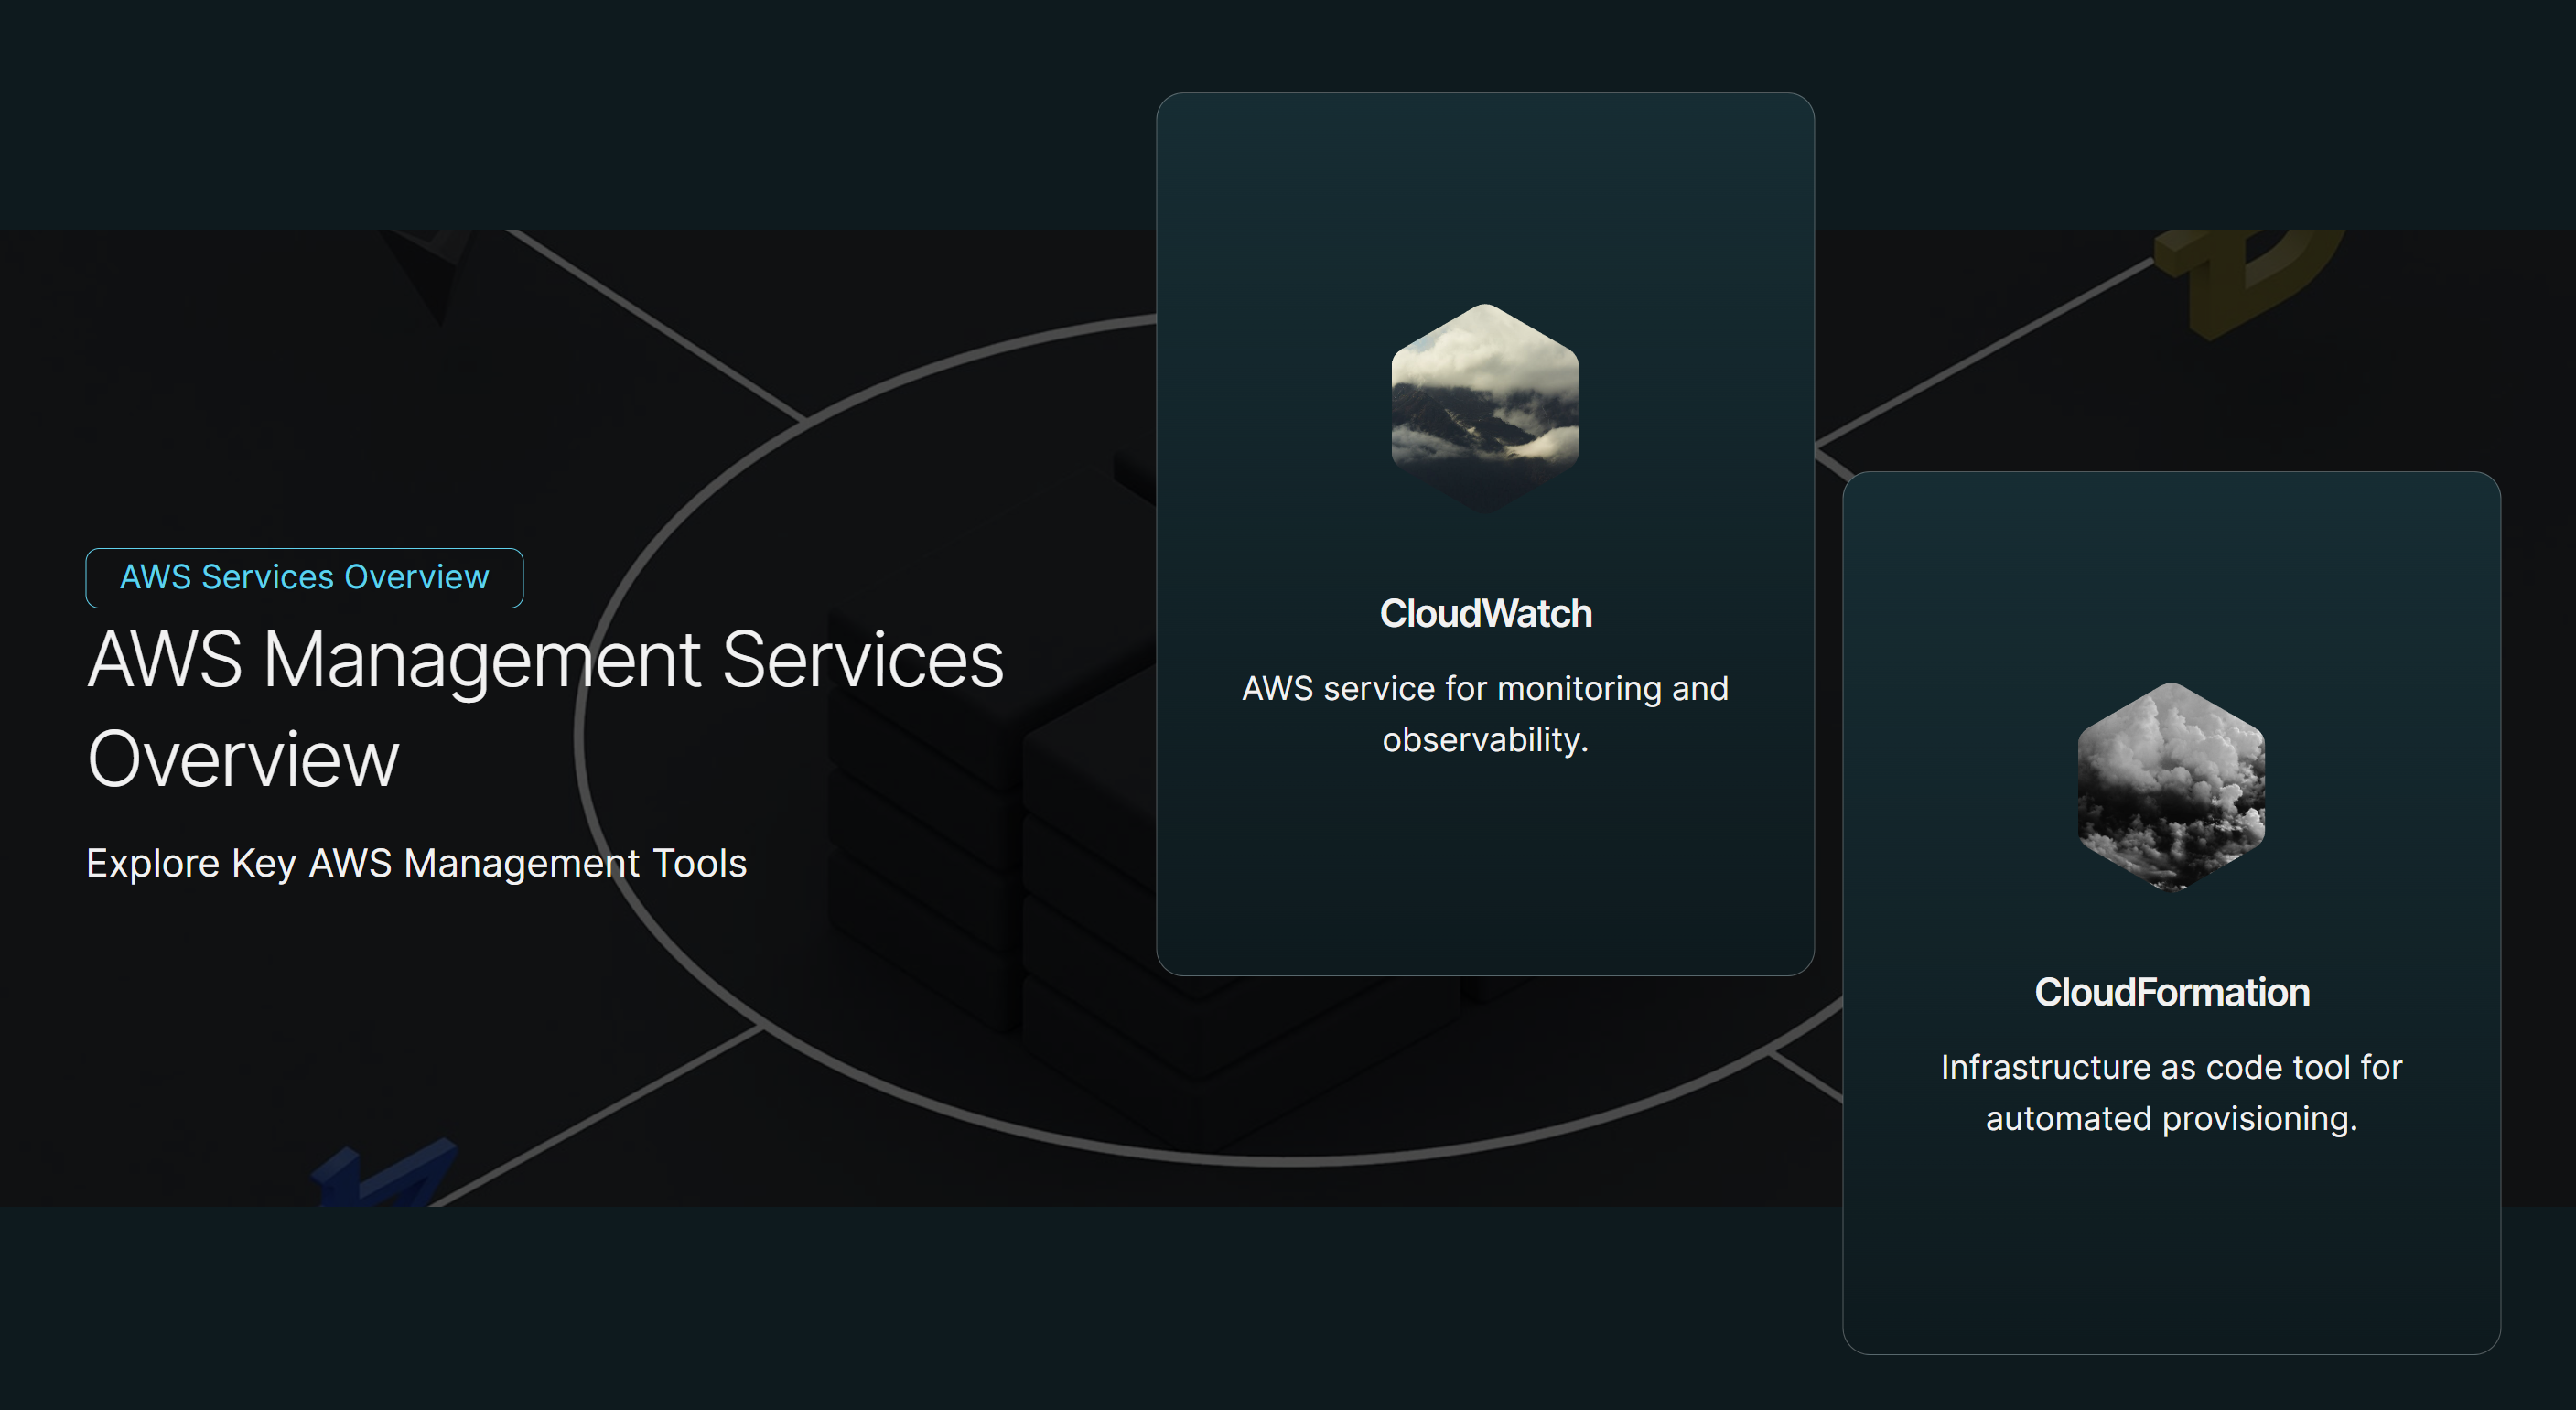 AWS Services Overview
AWS Management Services
Overview
Explore Key AWS Management Tools
CloudWatch
AWS service for monitoring and
observability.
CloudFormation
Infrastructure as code tool for
automated provisioning.